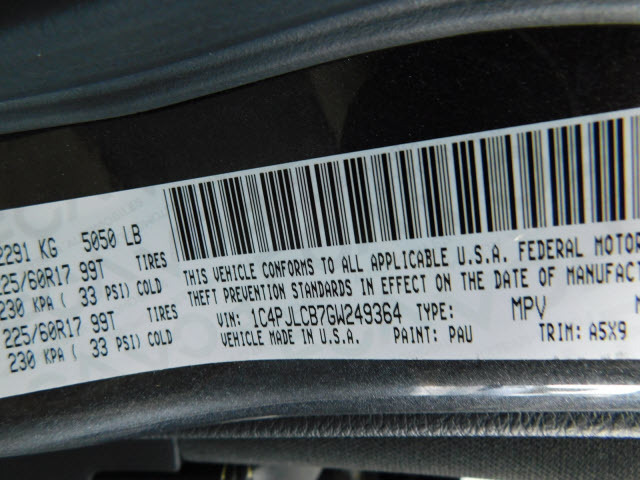 2291 KG 5050 LB
225/60R17 99T TIRES
230 KPA ( 33 PSI) COLD
225/60R17 99T TIRES
230 KPA ( 33 PSI) COLD
THIS VEHICLE CONFORMS TO ALL APPLICABLE U.S.A. FEDERAL MOTOR
THEFT PREVENTION STANDARDS IN EFFECT ON THE DATE OF MANUFACT
VIN: 1C4PJLCB7GW249364 TYPE: MPV
VEHICLE MADE IN U.S.A. PAINT: PAU TRIM: A5X9